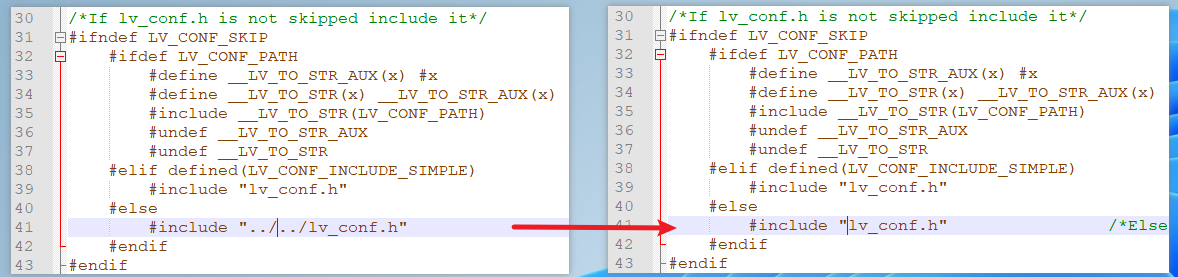 30 /*If lv_conf.h is not skipped include it*/
31 #ifndef LV_CONF_SKIP
32 #ifdef LV_CONF_PATH
33 #define __LV_TO_STR_AUX(x) #x
34 #define __LV_TO_STR(x) __LV_TO_STR_AUX(x)
35 #include __LV_TO_STR(LV_CONF_PATH)
36 #undef __LV_TO_STR_AUX
37 #undef __LV_TO_STR
38 #elif defined(LV_CONF_INCLUDE_SIMPLE)
39 #include "lv_conf.h"
40 #else
41 #include "../../lv_conf.h"
42 #endif
43 #endif
30 /*If lv_conf.h is not skipped include it*/
31 #ifndef LV_CONF_SKIP
32 #ifdef LV_CONF_PATH
33 #define __LV_TO_STR_AUX(x) #x
34 #define __LV_TO_STR(x) __LV_TO_STR_AUX(x)
35 #include __LV_TO_STR(LV_CONF_PATH)
36 #undef __LV_TO_STR_AUX
37 #undef __LV_TO_STR
38 #elif defined(LV_CONF_INCLUDE_SIMPLE)
39 #include "lv_conf.h"
40 #else
41 #include "lv_conf.h" /*Else
42 #endif
43 #endif